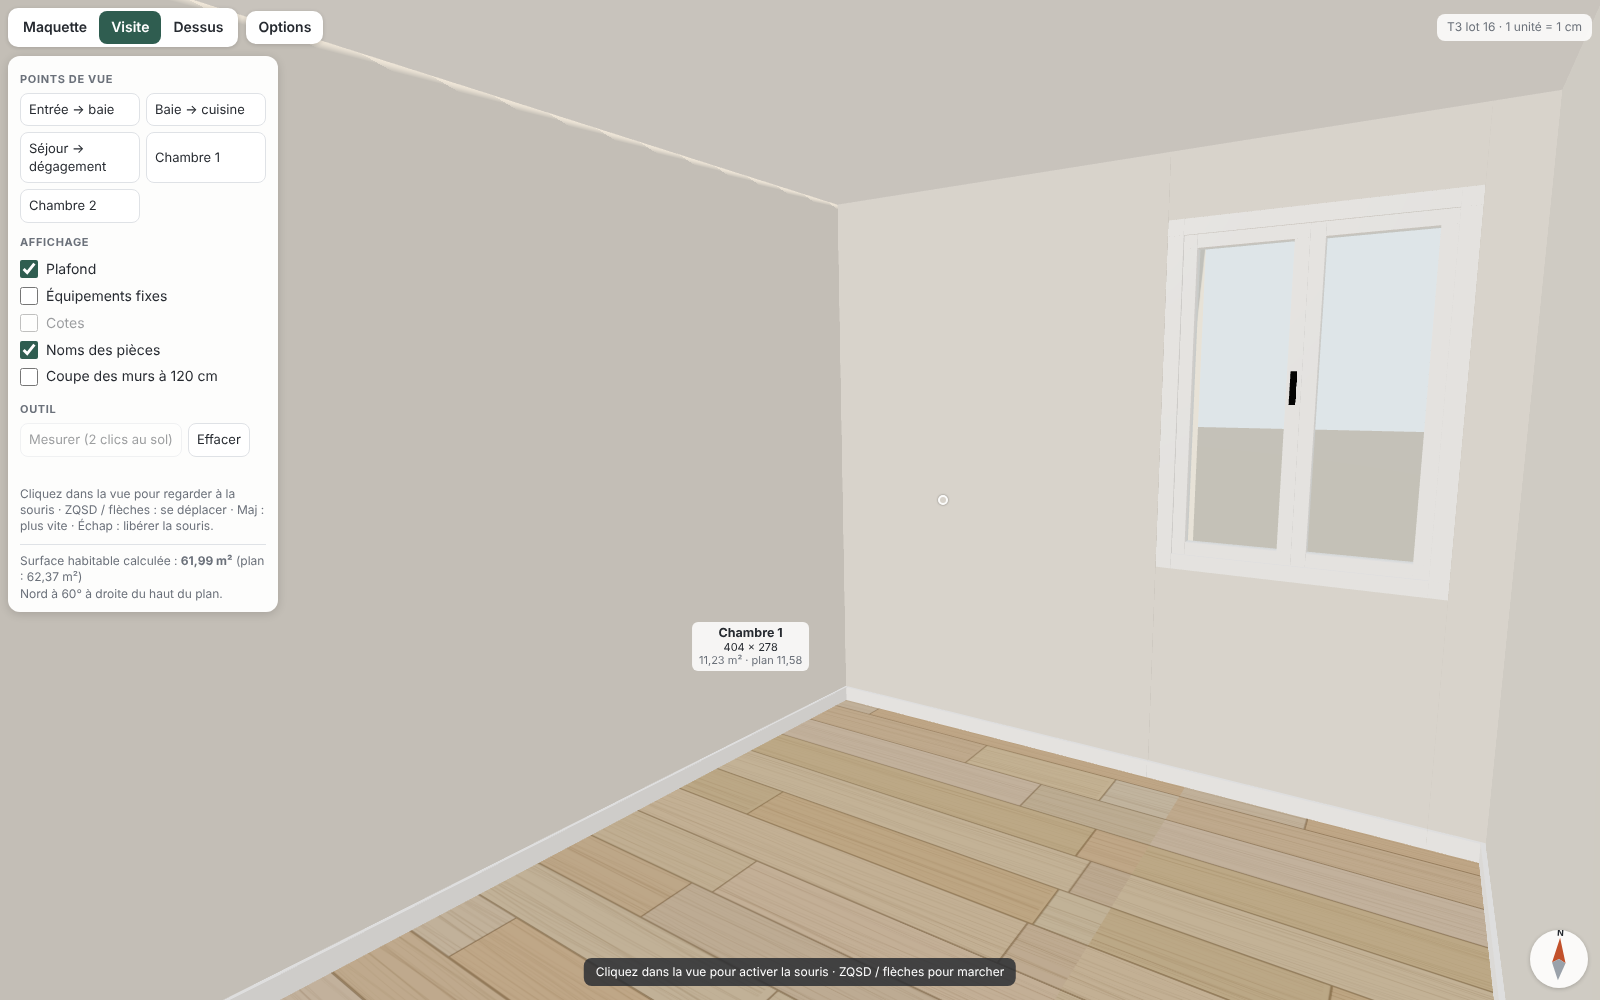 Maquette
Visite
Dessus
Options
T3 lot 16 · 1 unité = 1 cm
POINTS DE VUE
Entrée → baie
Baie → cuisine
Séjour →
dégagement
Chambre 1
Chambre 2
AFFICHAGE
Plafond
Équipements fixes
Cotes
Noms des pièces
Coupe des murs à 120 cm
OUTIL
Mesurer (2 clics au sol)
Effacer
Cliquez dans la vue pour regarder à la
souris · ZQSD / flèches : se déplacer · Maj :
plus vite · Échap : libérer la souris.
Surface habitable calculée : 61,99 m² (plan
: 62,37 m²)
Nord à 60° à droite du haut du plan.
Chambre 1
404 × 278
11,23 m² · plan 11,58
Cliquez dans la vue pour activer la souris · ZQSD / flèches pour marcher
N